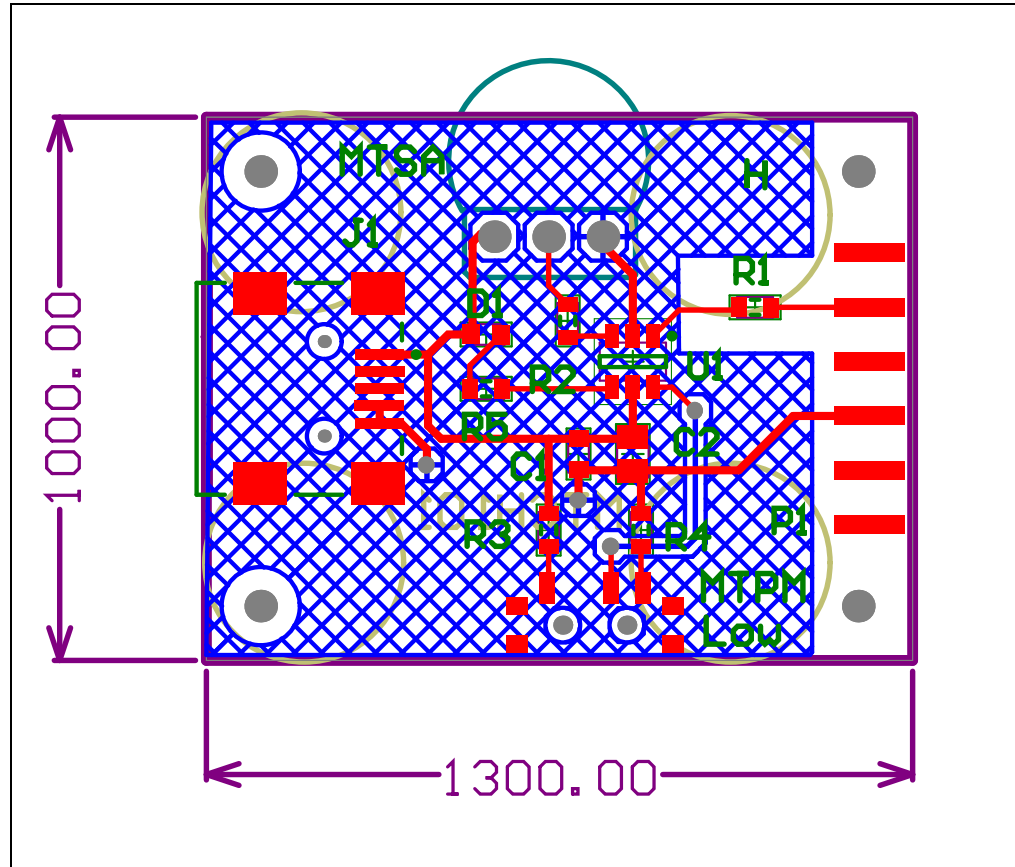 MTSA
H
J1
R1
D1
H
1000.00
R2
U1
R5
C2
C1
P1
R3
R4
MTPM
Low
1300.00